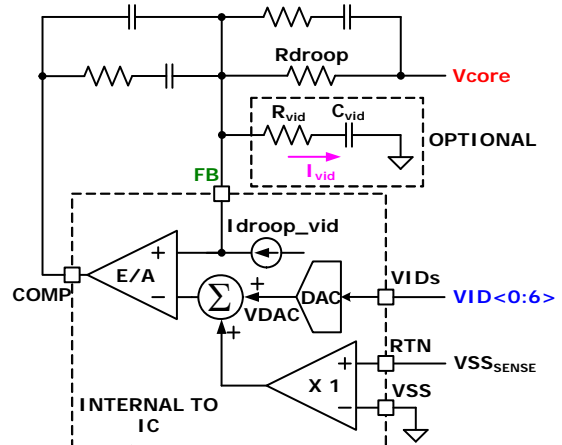 Rdroop
Vcore
Rvid
Cvid
OPTIONAL
Ivid
FB
Idroop_vid
+
E/A
−
COMP
Σ
+
+
VDAC
DAC
VIDs
VID<0:6>
RTN
+
VSSSENSE
X 1
VSS
−
INTERNAL TO
IC